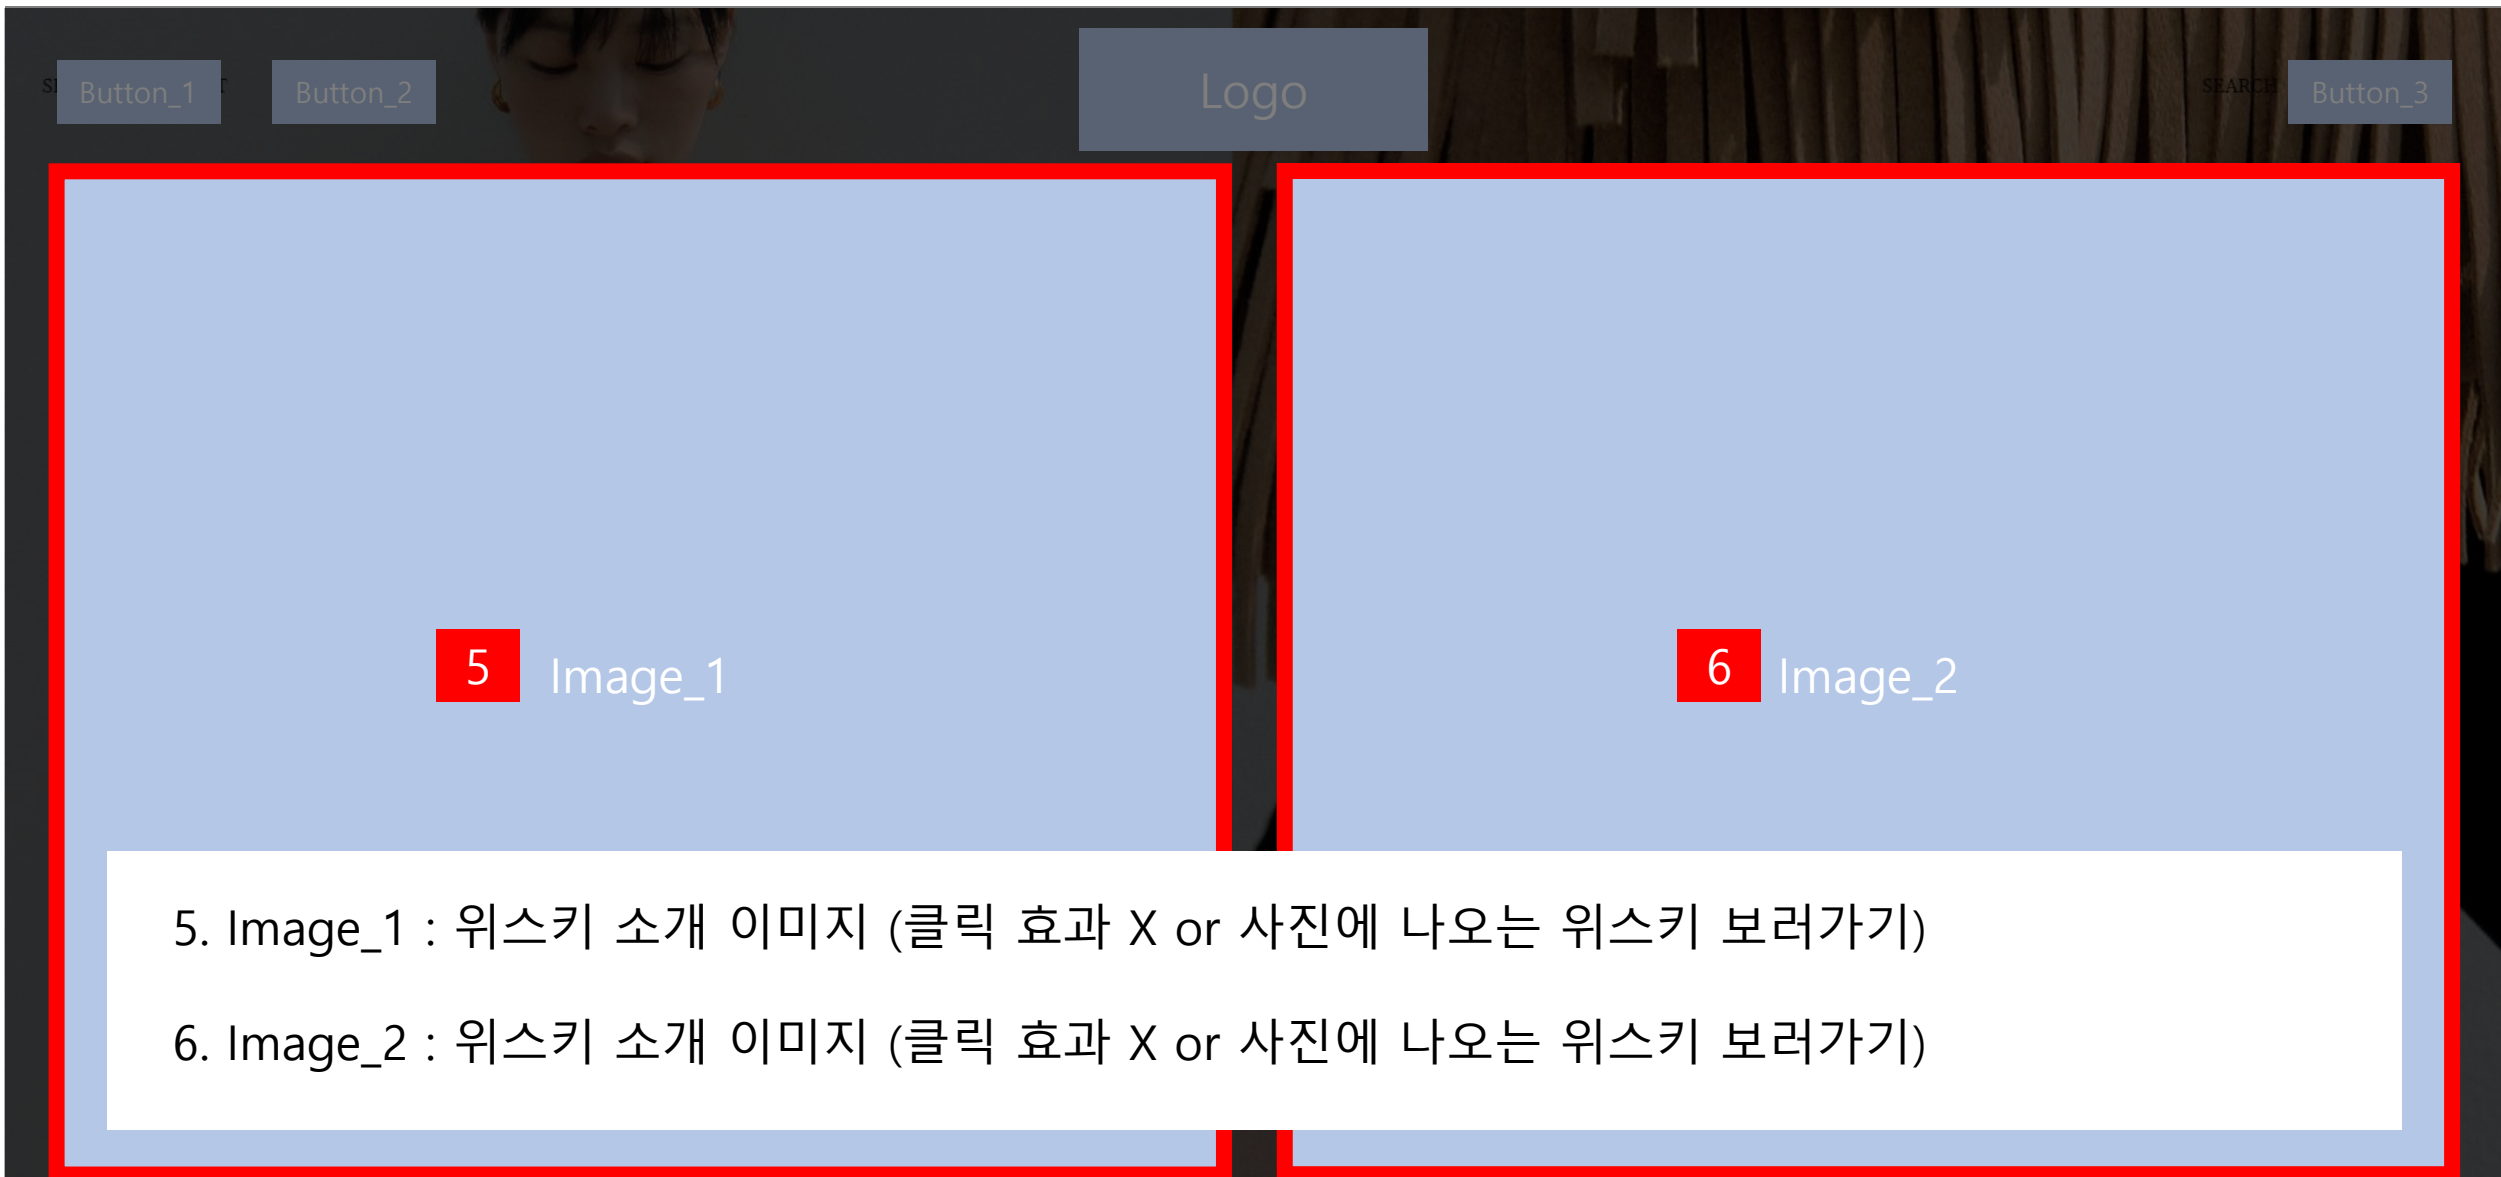 Button_1
Button_2
Logo
SEARCH
Button_3
5
Image_1
6
Image_2
5. Image_1 : 위스키 소개 이미지 (클릭 효과 X or 사진에 나오는 위스키 보러가기)
6. Image_2 : 위스키 소개 이미지 (클릭 효과 X or 사진에 나오는 위스키 보러가기)